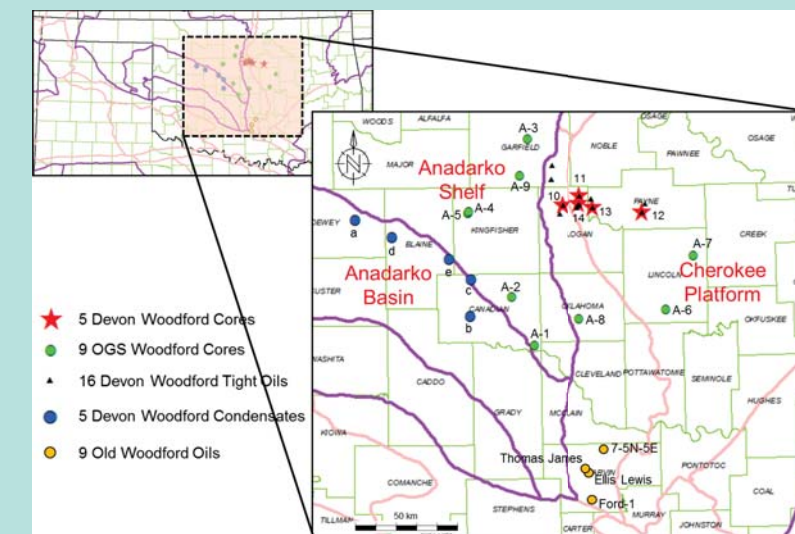 5 Devon Woodford Cores
9 OGS Woodford Cores
16 Devon Woodford Tight Oils
5 Devon Woodford Condensates
9 Old Woodford Oils
WOODS
ALFALFA
A-3
GARFIELD
NOBLE
OSAGE
PAWNEE
OSAGE
MAJOR
Anadarko
Shelf
A-9
11
10
14
13
PAYNE
12
A-4
A-5
KINGFISHER
LOGAN
CREEK
DEWEY
a
d
BLAINE
e
c
A-7
LINCOLN
Cherokee
Platform
Anadarko
Basin
A-2
CANADIAN
b
OKLAHOMA
A-8
A-6
OKFUSKEE
A-1
CLEVELAND
POTTAWATOMIE
SEMINOLE
CADDO
HUGHES
GRADY
MCCLAIN
KIOWA
7-5N-5E
Thomas Janes
Ellis Lewis
PONTOTOC
COMANCHE
COAL
Ford-1
STEPHENS
MURRAY
50 km
TILLMAN
CARTER
JOHNSTON
N